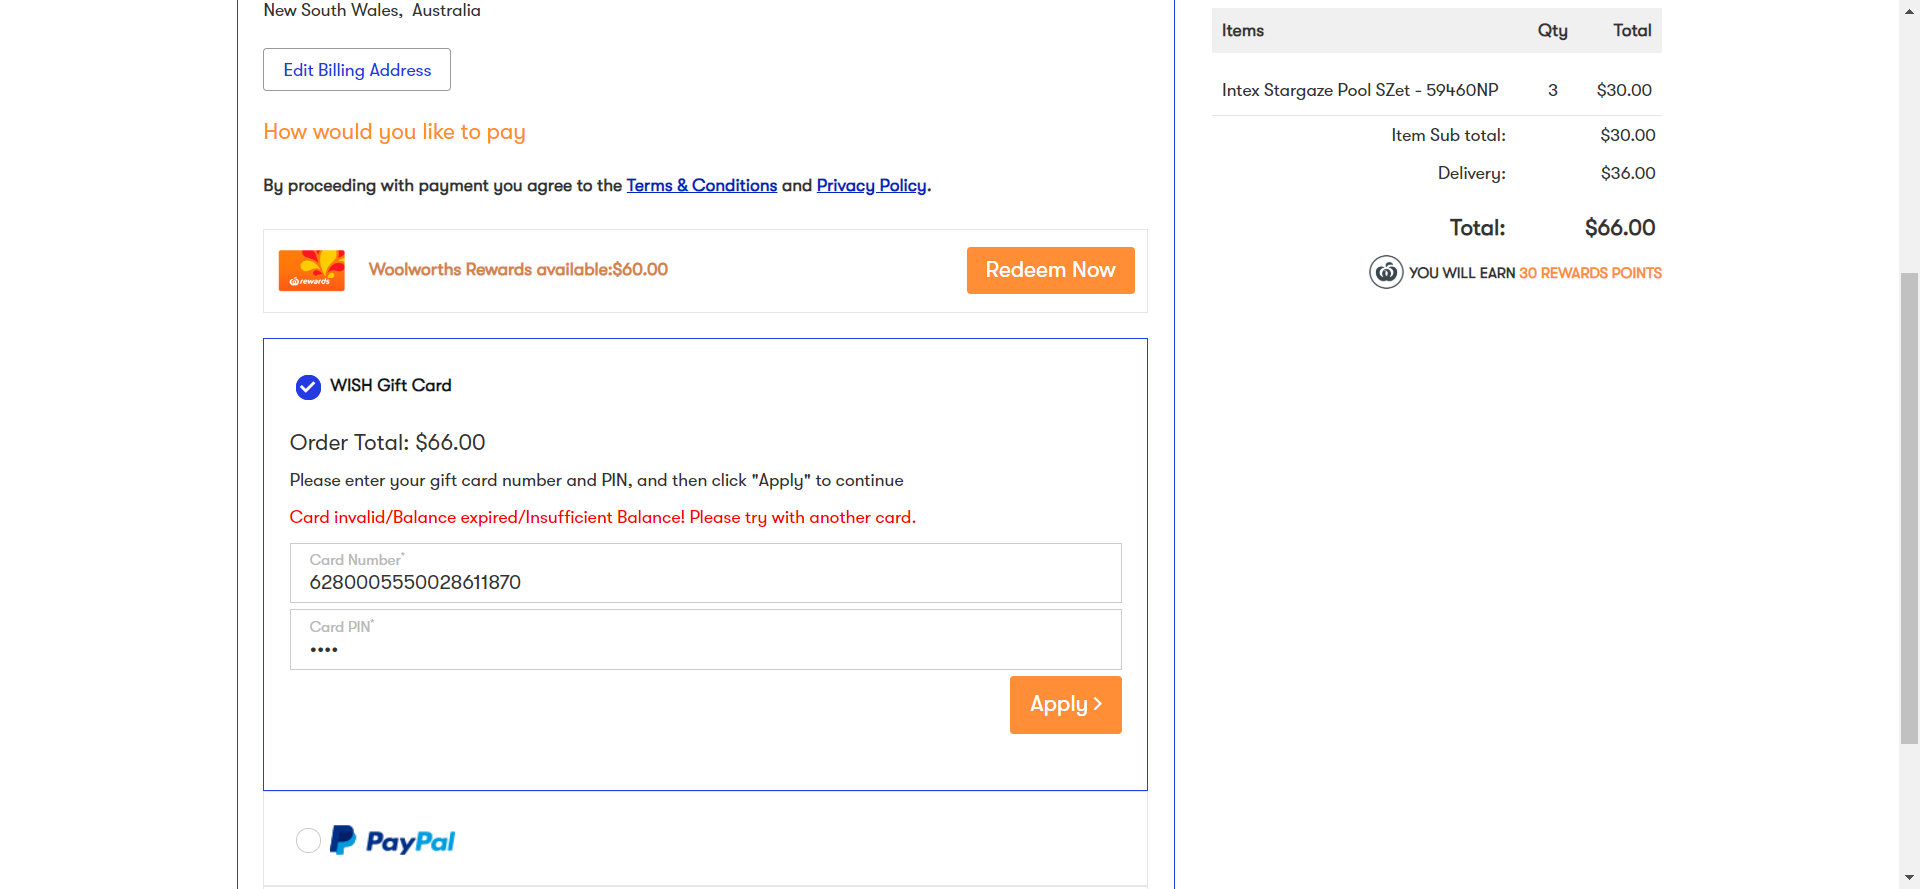 New South Wales,  Australia
Edit Billing Address
How would you like to pay
By proceeding with payment you agree to the Terms & Conditions and Privacy Policy.
rewards
Woolworths Rewards available:$60.00
Redeem Now
WISH Gift Card
Order Total: $66.00
Please enter your gift card number and PIN, and then click "Apply" to continue
Card invalid/Balance expired/Insufficient Balance! Please try with another card.
Card Number*
6280005550028611870
Card PIN*
••••
Apply >
PayPal
Items Qty Total
Intex Stargaze Pool SZet - 59460NP 3 $30.00
Item Sub total: $30.00
Delivery: $36.00
Total: $66.00
YOU WILL EARN 30 REWARDS POINTS